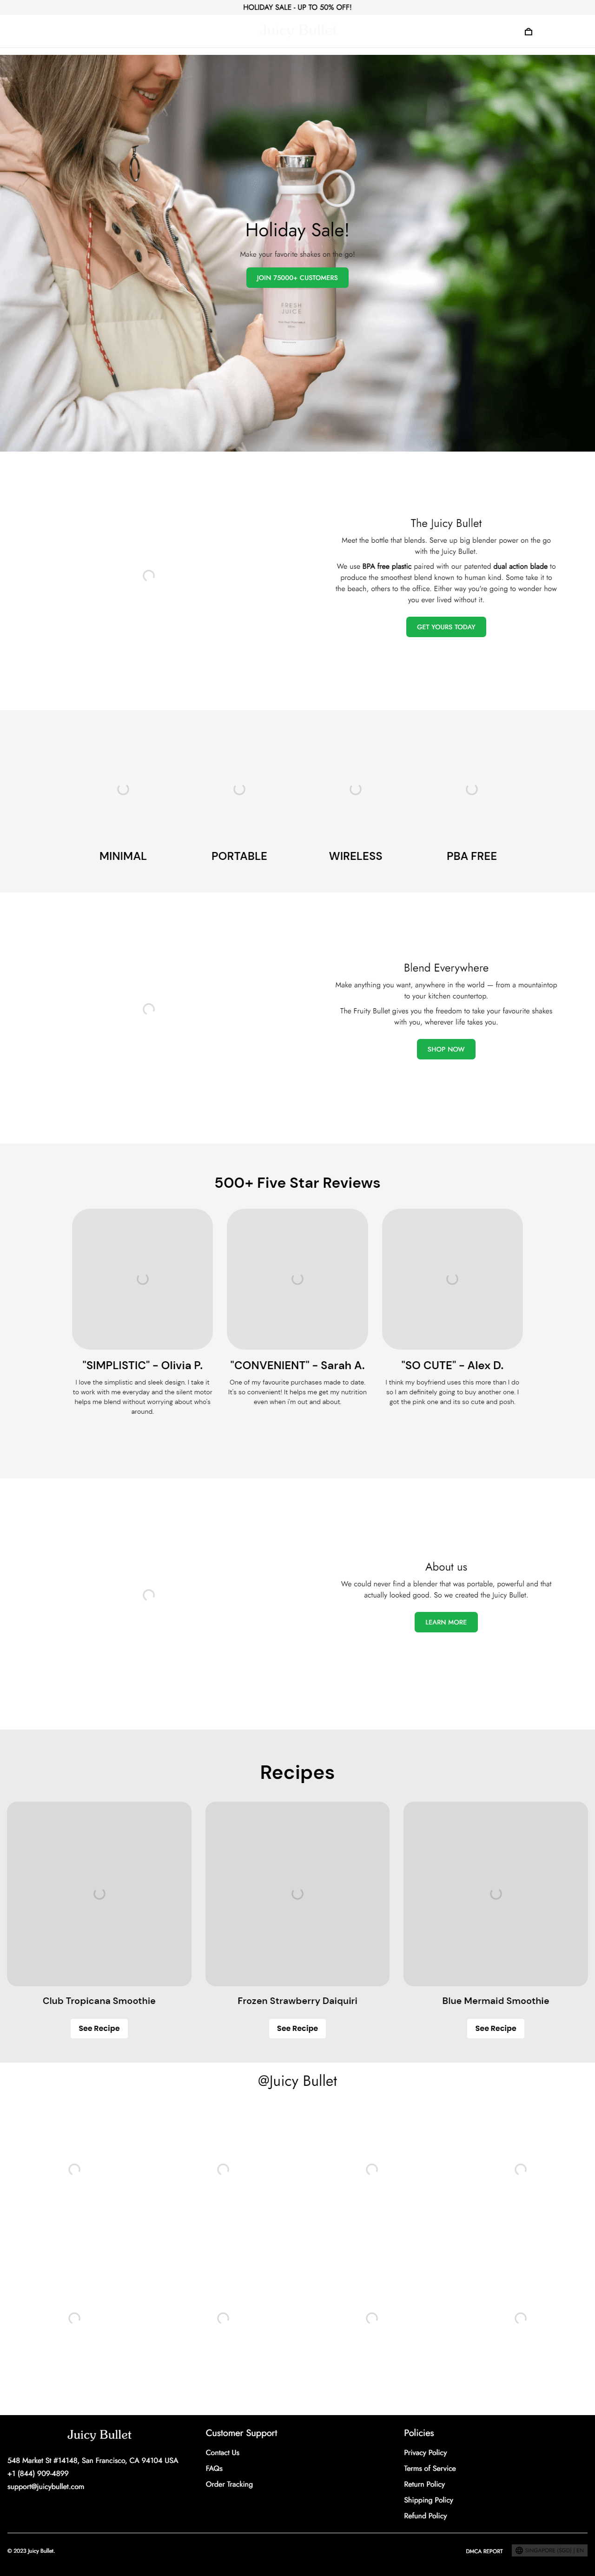 HOLIDAY SALE - UP TO 50% OFF!
Juicy Bullet
Holiday Sale!
Make your favorite shakes on the go!
JOIN 75000+ CUSTOMERS
FRESH
JUICE
The Juicy Bullet
Meet the bottle that blends. Serve up big blender power on the go
with the Juicy Bullet.
We use BPA free plastic paired with our patented dual action blade to
produce the smoothest blend known to human kind. Some take it to
the beach, others to the office. Either way you're going to wonder how
you ever lived without it.
GET YOURS TODAY
MINIMAL
PORTABLE
WIRELESS
PBA FREE
Blend Everywhere
Make anything you want, anywhere in the world — from a mountaintop
to your kitchen countertop.
The Fruity Bullet gives you the freedom to take your favourite shakes
with you, wherever life takes you.
SHOP NOW
500+ Five Star Reviews
"SIMPLISTIC" - Olivia P.
I love the simplistic and sleek design. I take it
to work with me everyday and the silent motor
helps me blend without worrying about who's
around.
"CONVENIENT" - Sarah A.
One of my favourite purchases made to date.
It's so convenient! It helps me get my nutrition
even when i'm out and about.
"SO CUTE" - Alex D.
I think my boyfriend uses this more than I do
so I am definitely going to buy another one. I
got the pink one and its so cute and posh.
About us
We could never find a blender that was portable, powerful and that
actually looked good. So we created the Juicy Bullet.
LEARN MORE
Recipes
Club Tropicana Smoothie
See Recipe
Frozen Strawberry Daiquiri
See Recipe
Blue Mermaid Smoothie
See Recipe
@Juicy Bullet
Juicy Bullet
548 Market St #14148, San Francisco, CA 94104 USA
+1 (844) 909-4899
support@juicybullet.com
Customer Support
Contact Us
FAQs
Order Tracking
Policies
Privacy Policy
Terms of Service
Return Policy
Shipping Policy
Refund Policy
© 2023 Juicy Bullet.
DMCA REPORT